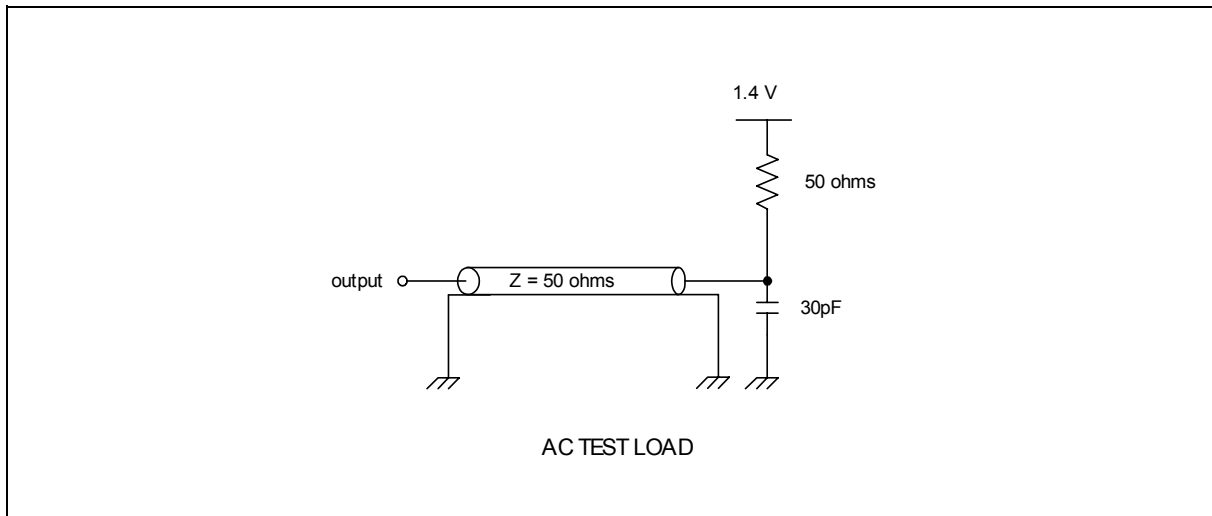 1.4 V
50 ohms
output
Z = 50 ohms
30pF
AC TEST LOAD